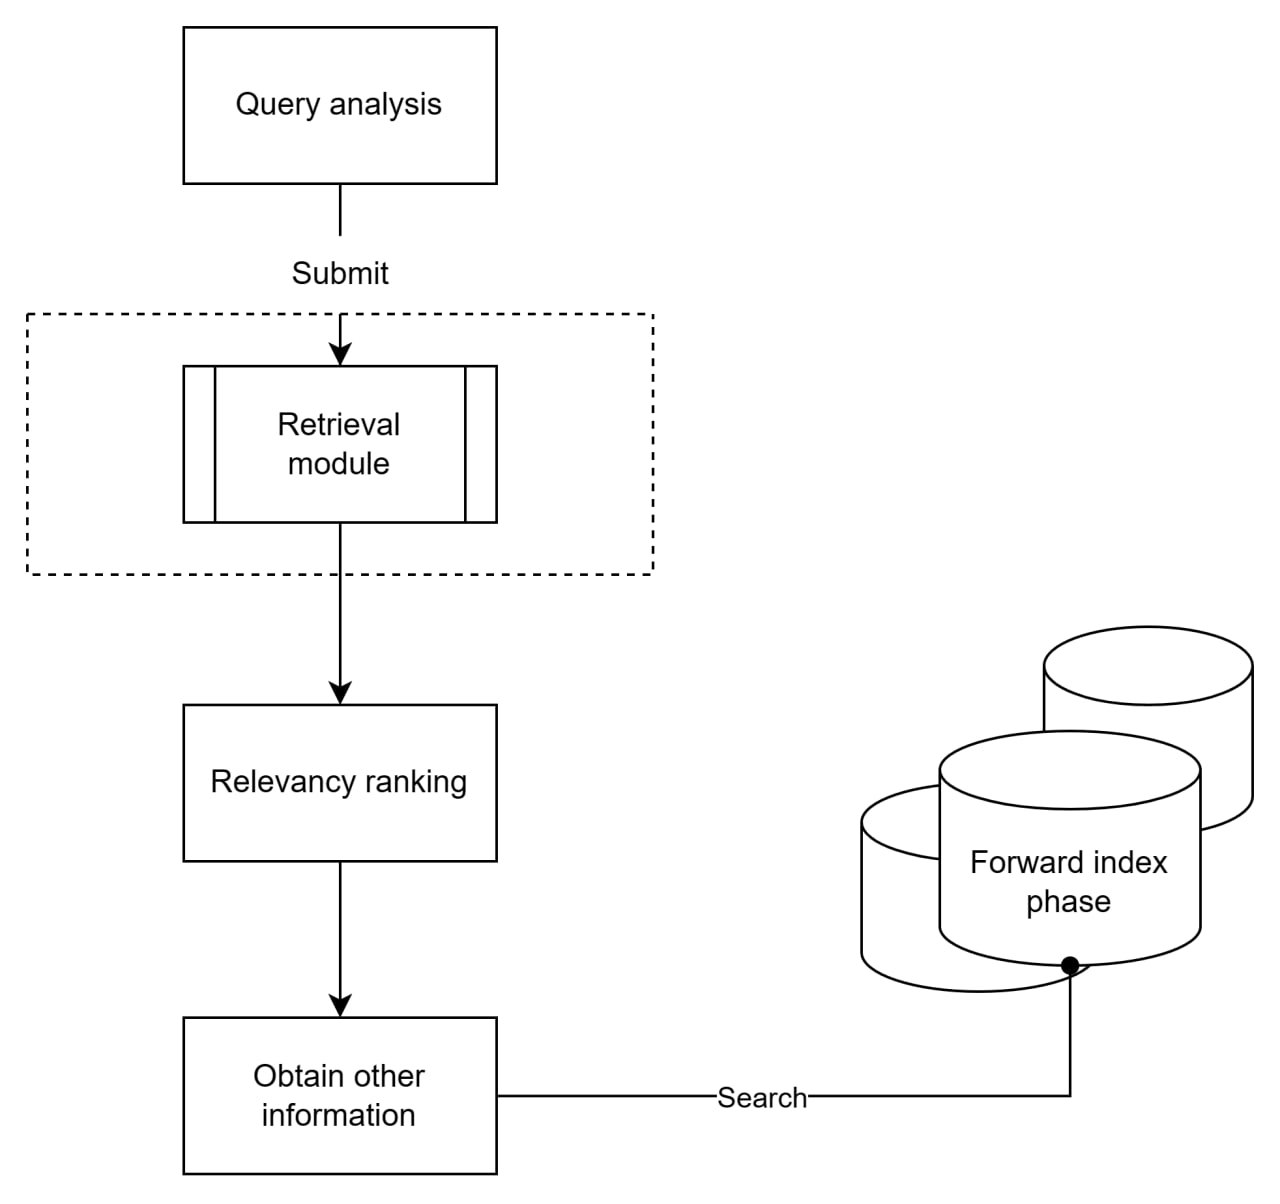 Query analysis
Submit
Retrieval
module
Relevancy ranking
Forward index
phase
Obtain other
information
Search